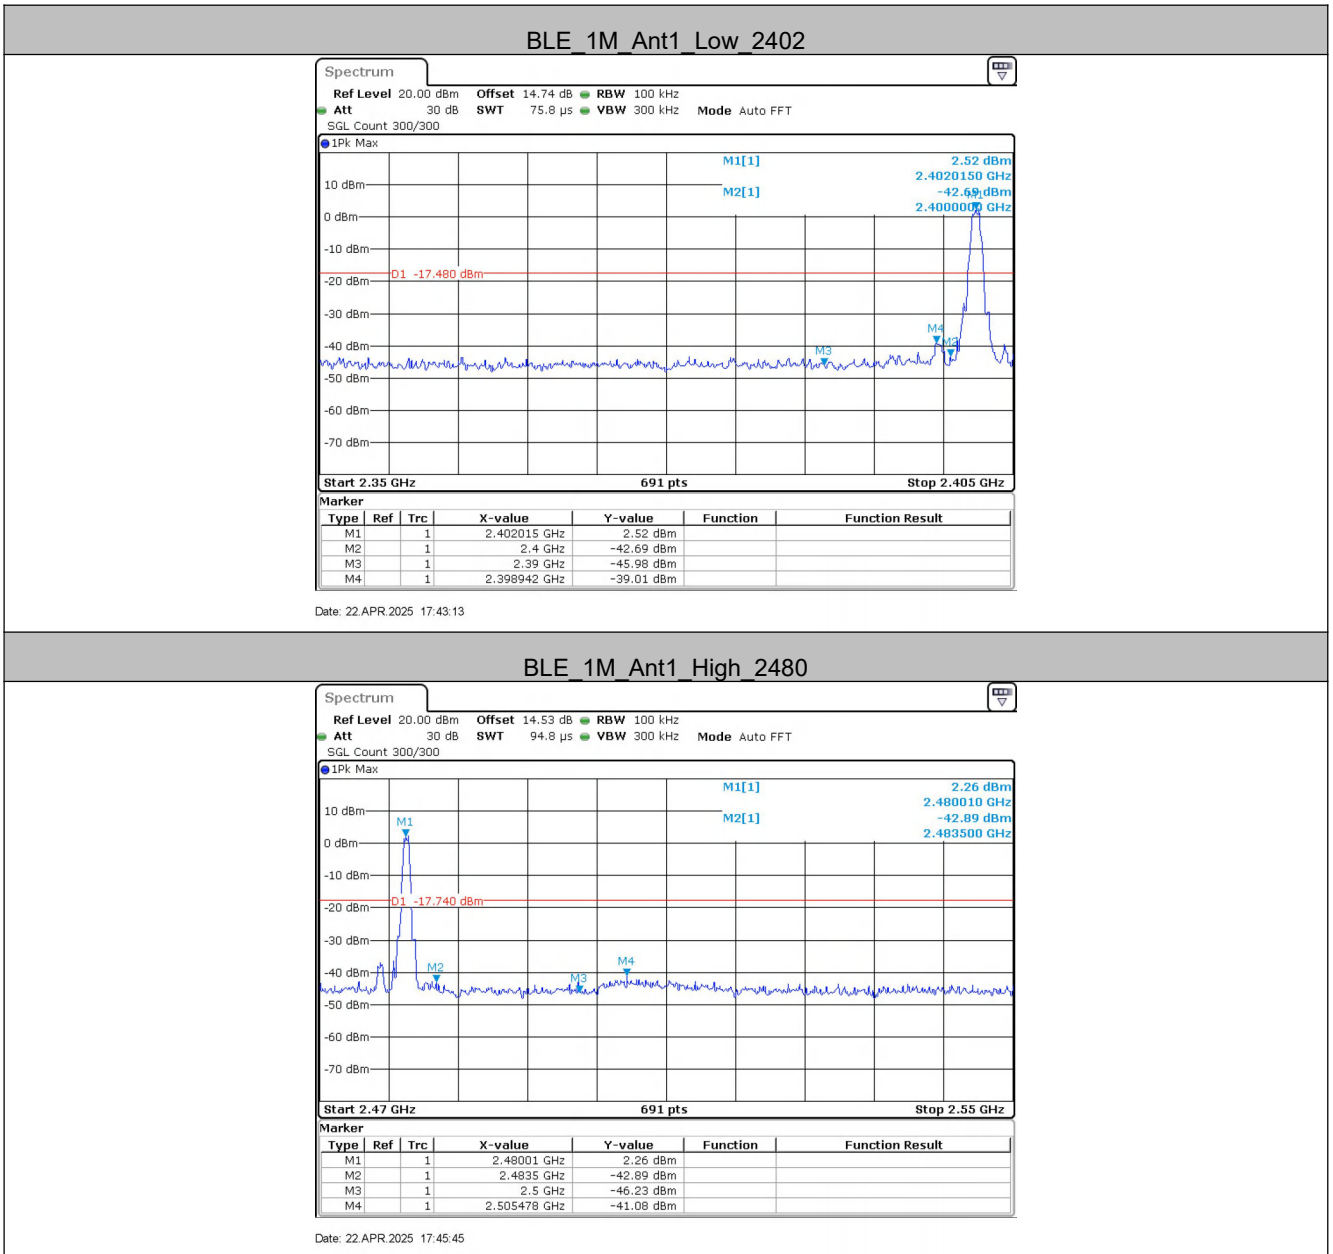 BLE_1M_Ant1_Low_2402
Spectrum
Ref Level 20.00 dBm Offset 14.74 dB RBW 100 kHz
Att 30 dB SWT 75.8 µs VBW 300 kHz Mode Auto FFT
SGL Count 300/300
1Pk Max
M1[1] 2.52 dBm
2.4020150 GHz
M2[1] -42.69 dBm
2.4000000 GHz
M1
10 dBm
0 dBm
-10 dBm
D1 -17.480 dBm
-20 dBm
-30 dBm
M4
M2
M3
-40 dBm
-50 dBm
-60 dBm
-70 dBm
Start 2.35 GHz 691 pts Stop 2.405 GHz
Marker
Type Ref Trc X-value Y-value Function Function Result
M1 1 2.402015 GHz 2.52 dBm
M2 1 2.4 GHz -42.69 dBm
M3 1 2.39 GHz -45.98 dBm
M4 1 2.398942 GHz -39.01 dBm
Date: 22.APR.2025 17:43:13
BLE_1M_Ant1_High_2480
Spectrum
Ref Level 20.00 dBm Offset 14.53 dB RBW 100 kHz
Att 30 dB SWT 94.8 µs VBW 300 kHz Mode Auto FFT
SGL Count 300/300
1Pk Max
M1[1] 2.26 dBm
2.480010 GHz
M2[1] -42.89 dBm
2.483500 GHz
10 dBm
M1
0 dBm
-10 dBm
D1 -17.740 dBm
-20 dBm
-30 dBm
M4
M2
-40 dBm
M3
-50 dBm
-60 dBm
-70 dBm
Start 2.47 GHz 691 pts Stop 2.55 GHz
Marker
Type Ref Trc X-value Y-value Function Function Result
M1 1 2.48001 GHz 2.26 dBm
M2 1 2.4835 GHz -42.89 dBm
M3 1 2.5 GHz -46.23 dBm
M4 1 2.505478 GHz -41.08 dBm
Date: 22.APR.2025 17:45:45